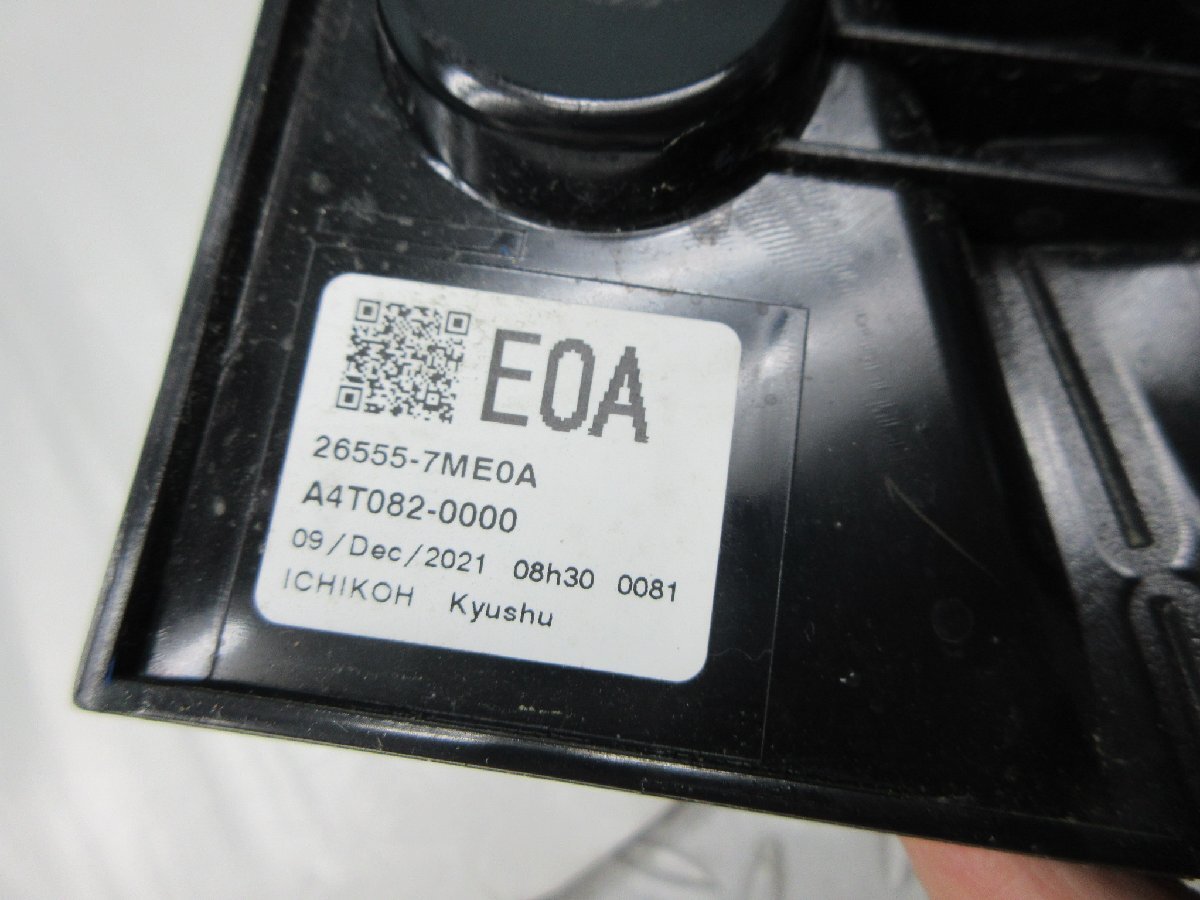 E0A
26555-7ME0A
A4T082-0000
09/Dec/2021 08h30 0081
ICHIKOH Kyushu